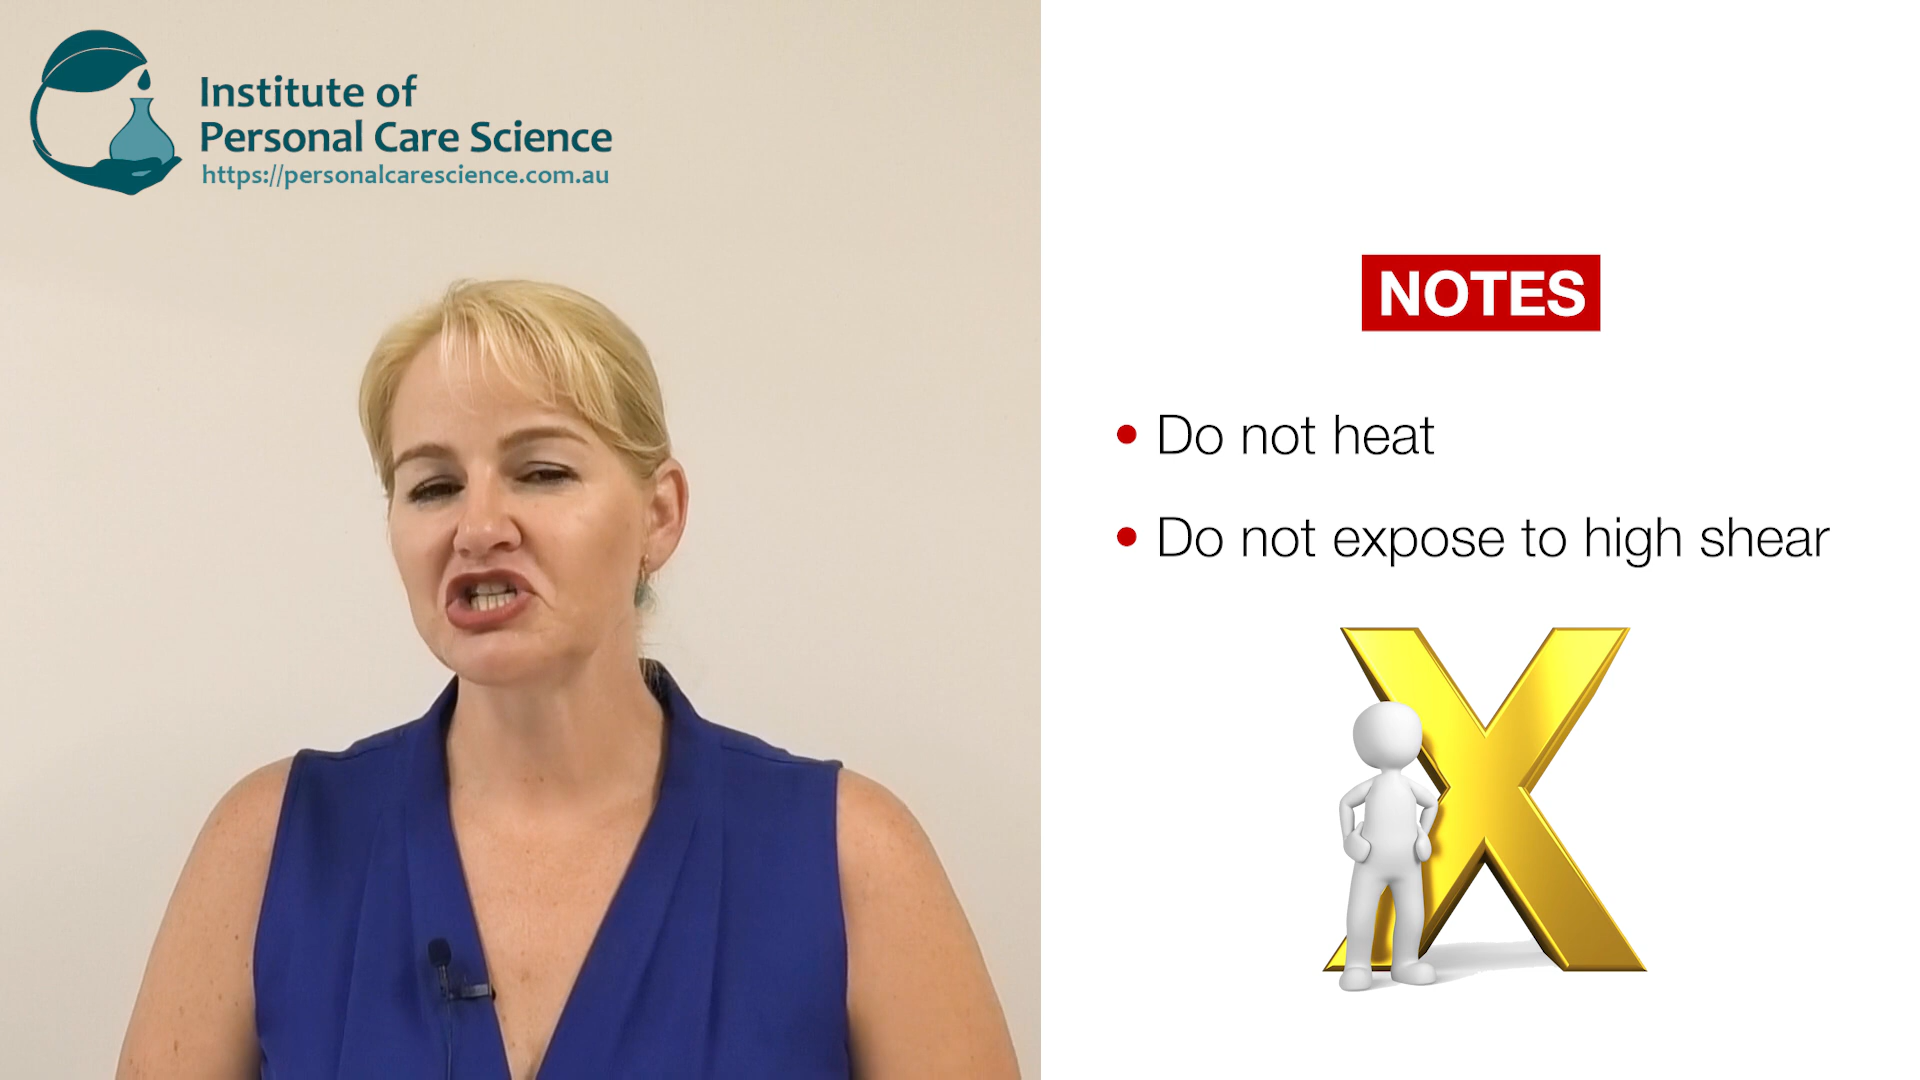 Institute of
Personal Care Science
https://personalcarescience.com.au
NOTES
• Do not heat
• Do not expose to high shear
X